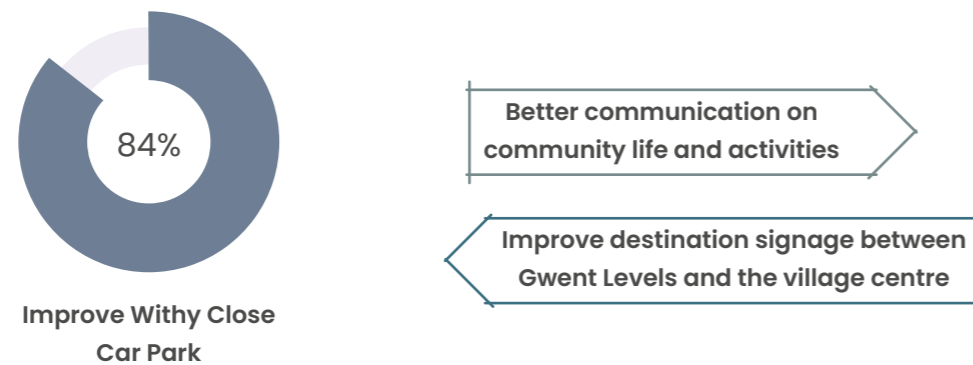 84%
Improve Withy Close
Car Park
Better communication on
community life and activities
Improve destination signage between
Gwent Levels and the village centre